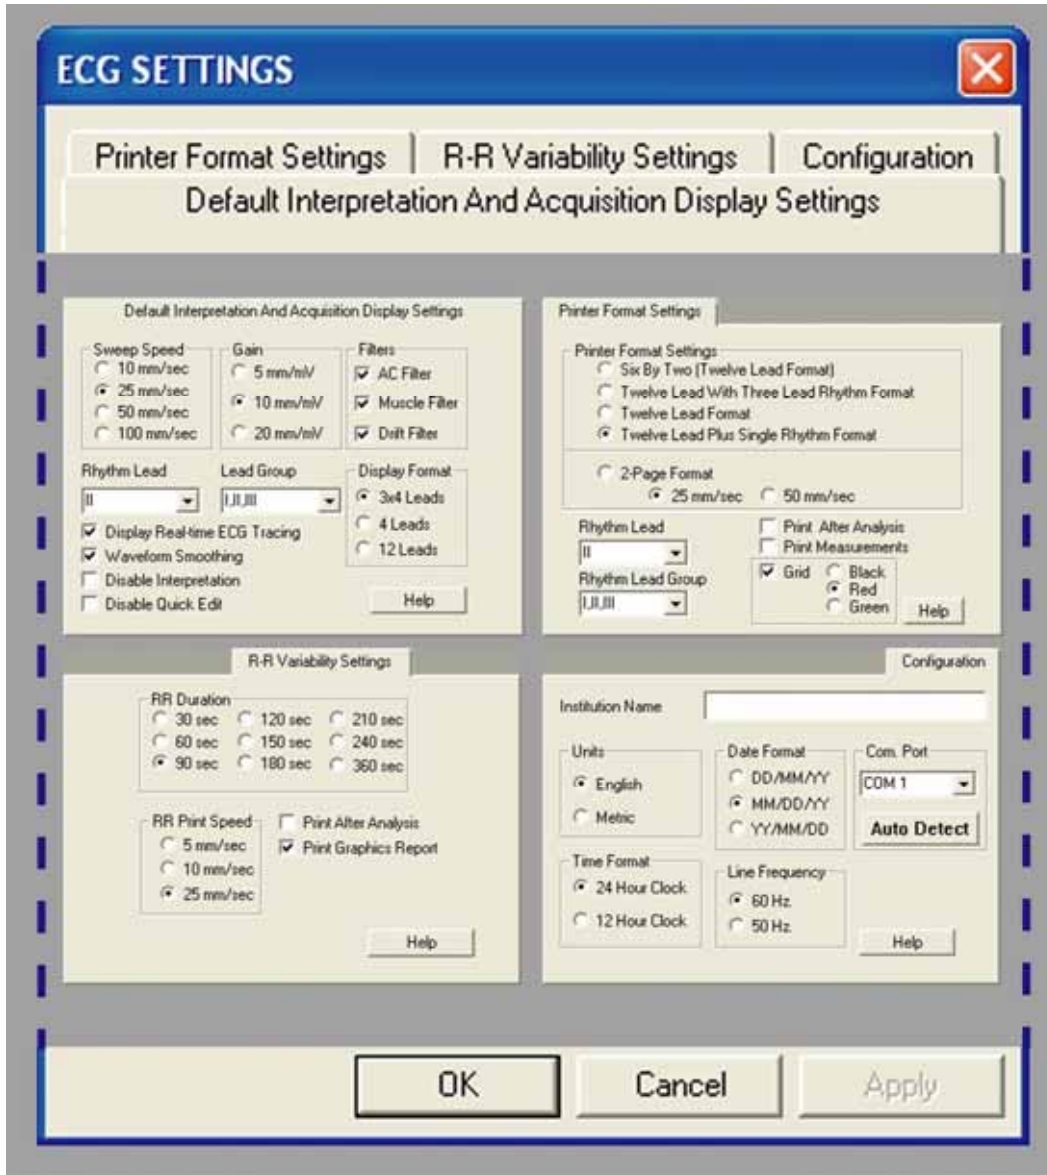 ECG SETTINGS
Printer Format Settings
R-R Variability Settings
Configuration
Default Interpretation And Acquisition Display Settings
Default Interpretation And Acquisition Display Settings
Sweep Speed
10 mm/sec
25 mm/sec
50 mm/sec
100 mm/sec
Gain
5 mm/mV
10 mm/mV
20 mm/mV
Filters
AC Filter
Muscle Filter
Drift Filter
Rhythm Lead
II
Lead Group
I,II,III
Display Format
3x4 Leads
4 Leads
12 Leads
Display Real-time ECG Tracing
Waveform Smoothing
Disable Interpretation
Disable Quick Edit
Help
Printer Format Settings
Printer Format Settings
Six By Two (Twelve Lead Format)
Twelve Lead With Three Lead Rhythm Format
Twelve Lead Format
Twelve Lead Plus Single Rhythm Format
2-Page Format
25 mm/sec
50 mm/sec
Rhythm Lead
II
Rhythm Lead Group
I,II,III
Print After Analysis
Print Measurements
Grid
Black
Red
Green
Help
R-R Variability Settings
RR Duration
30 sec
60 sec
90 sec
120 sec
150 sec
180 sec
210 sec
240 sec
360 sec
RR Print Speed
5 mm/sec
10 mm/sec
25 mm/sec
Print After Analysis
Print Graphics Report
Help
Configuration
Institution Name
Units
English
Metric
Date Format
DD/MM/YY
MM/DD/YY
YY/MM/DD
Com. Port
COM 1
Auto Detect
Time Format
24 Hour Clock
12 Hour Clock
Line Frequency
60 Hz.
50 Hz.
Help
OK
Cancel
Apply